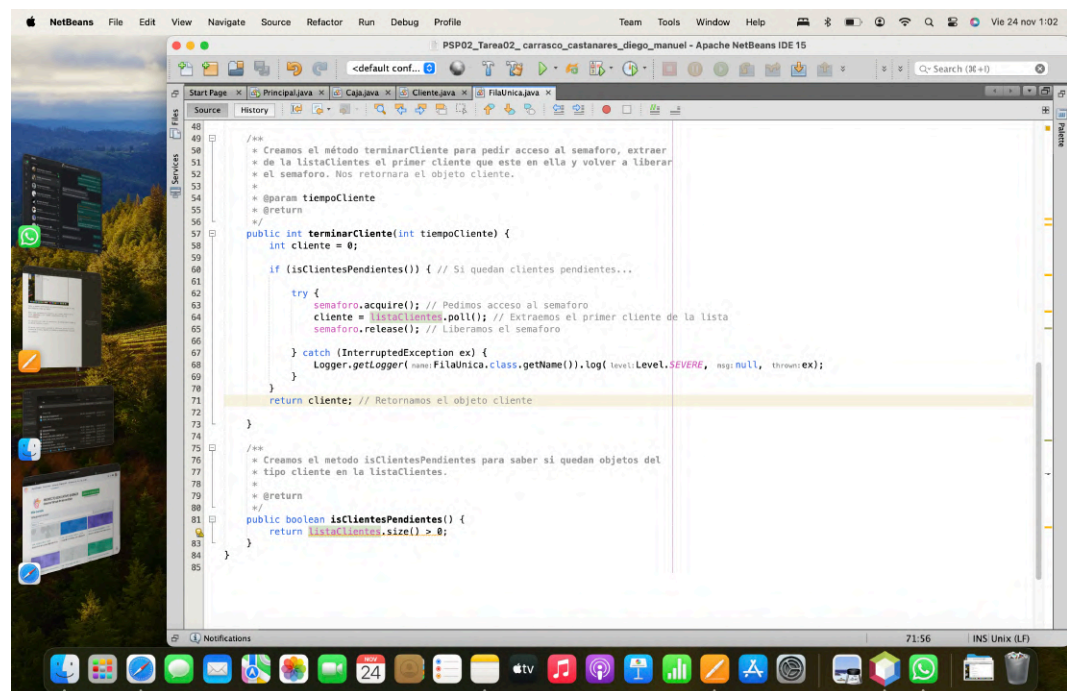 NetBeans File Edit View Navigate Source Refactor Run Debug Profile Team Tools Window Help Vie 24 nov 1:02
PSP02_Tarea02_ carrasco_castanares_diego_manuel - Apache NetBeans IDE 15
<default conf... Search (⌘+I)
Start Page Principal.java Caja.java Cliente.java FilaUnica.java
Source History
Files
Services
Palette
48
49 /**
50 * Creamos el método terminarCliente para pedir acceso al semaforo, extraer
51 * de la listaClientes el primer cliente que este en ella y volver a liberar
52 * el semaforo. Nos retornara el objeto cliente.
53 *
54 * @param tiempoCliente
55 * @return
56 */
57 public int terminarCliente(int tiempoCliente) {
58 int cliente = 0;
59
60 if (isClientesPendientes()) { // Si quedan clientes pendientes...
61
62 try {
63 semaforo.acquire(); // Pedimos acceso al semaforo
64 cliente = listaClientes.poll(); // Extraemos el primer cliente de la lista
65 semaforo.release(); // Liberamos el semaforo
66
67 } catch (InterruptedException ex) {
68 Logger.getLogger( name: FilaUnica.class.getName()).log( level: Level.SEVERE, msg: null, thrown: ex);
69 }
70 }
71 return cliente; // Retornamos el objeto cliente
72
73 }
74
75 /**
76 * Creamos el metodo isClientesPendientes para saber si quedan objetos del
77 * tipo cliente en la listaClientes.
78 *
79 * @return
80 */
81 public boolean isClientesPendientes() {
return listaClientes.size() > 0;
83 }
84 }
85
Notifications 71:56 INS Unix (LF)
NOV
24
tv